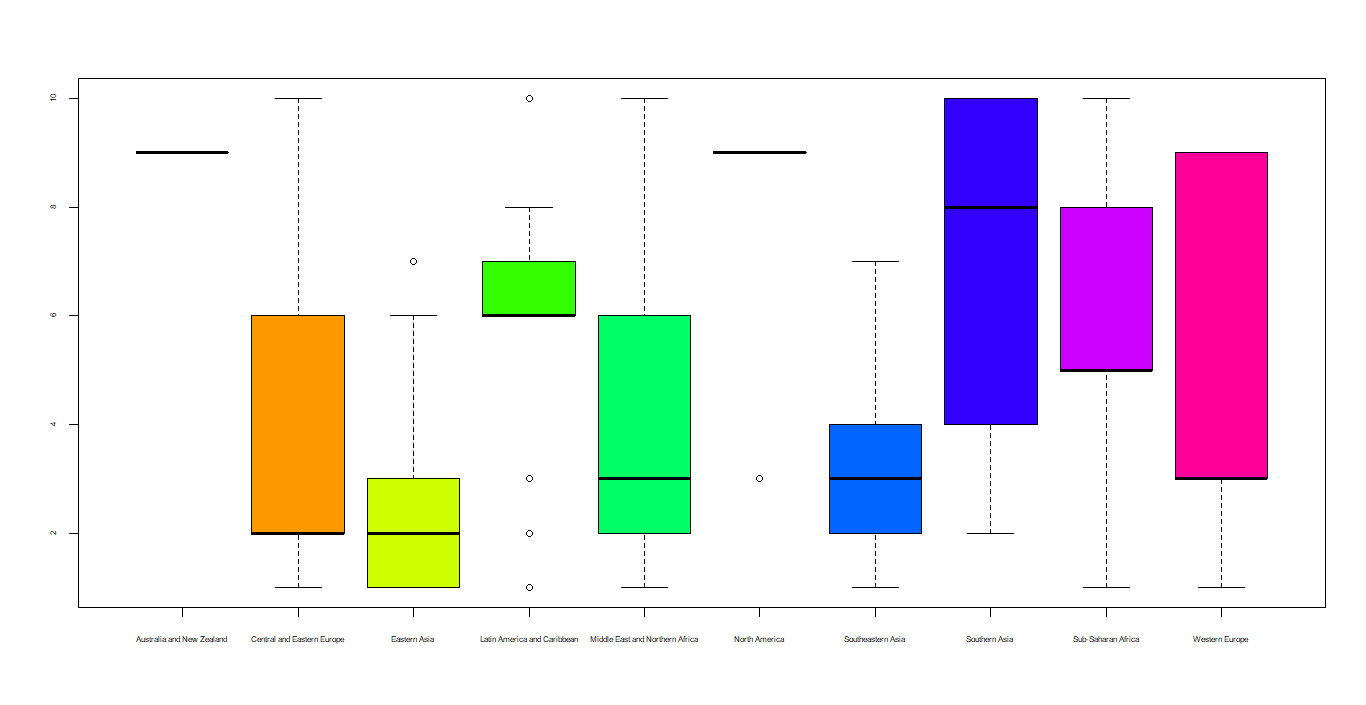 10
8
6
4
2
Australia and New Zealand
Central and Eastern Europe
Eastern Asia
Latin America and Caribbean
Middle East and Northern Africa
North America
Southeastern Asia
Southern Asia
Sub-Saharan Africa
Western Europe